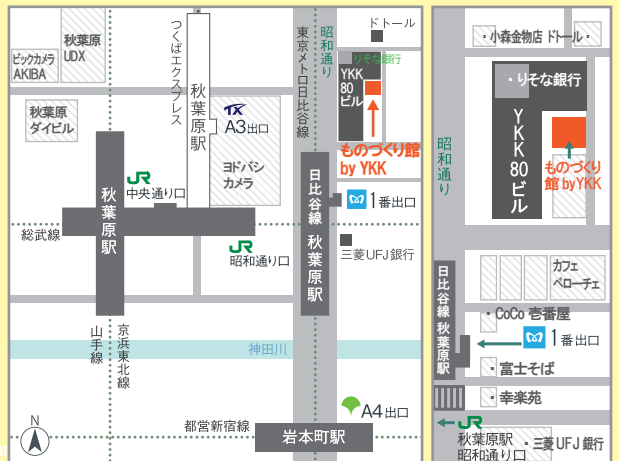 ドトール
秋葉原
UDX
ビックカメラ
AKIBA
つくばエクスプレス
秋葉原駅
東京メトロ日比谷線
昭和通り
りそな銀行
YKK
80
ビル
秋葉原
ダイビル
TX
A3出口
ヨドバシ
カメラ
ものづくり館
by YKK
JR
中央通り口
秋葉原駅
日比谷線 秋葉原駅
1番出口
総武線
JR
昭和通り口
三菱UFJ銀行
山手線
京浜東北線
神田川
A4出口
都営新宿線
岩本町駅
N
・小森金物店 ドトール・
・りそな銀行
YKK80ビル
昭和通り
ものづくり
館 byYKK
カフェ
ベローチェ
日比谷線 秋葉原駅
・CoCo 壱番屋
1番出口
・富士そば
・幸楽苑
JR
秋葉原駅
昭和通り口
・三菱UFJ銀行